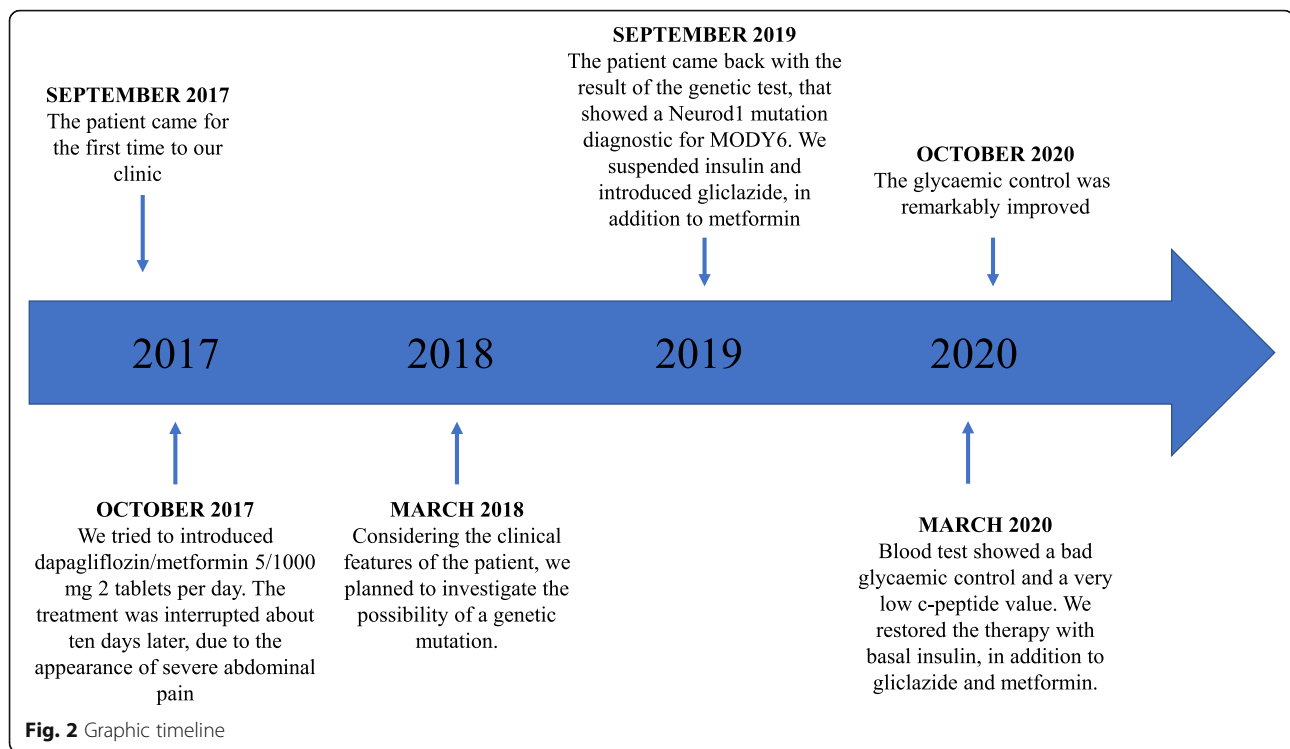 SEPTEMBER 2017
The patient came for
the first time to our
clinic
SEPTEMBER 2019
The patient came back with the
result of the genetic test, that
showed a Neurod1 mutation
diagnostic for MODY6. We
suspended insulin and
introduced gliclazide, in
addition to metformin
OCTOBER 2020
The glycaemic control was
remarkably improved
2017
2018
2019
2020
OCTOBER 2017
We tried to introduced
dapagliflozin/metformin 5/1000
mg 2 tablets per day. The
treatment was interrupted about
ten days later, due to the
appearance of severe abdominal
pain
MARCH 2018
Considering the clinical
features of the patient, we
planned to investigate the
possibility of a genetic
mutation.
MARCH 2020
Blood test showed a bad
glycaemic control and a very
low c-peptide value. We
restored the therapy with
basal insulin, in addition to
gliclazide and metformin.
Fig. 2 Graphic timeline